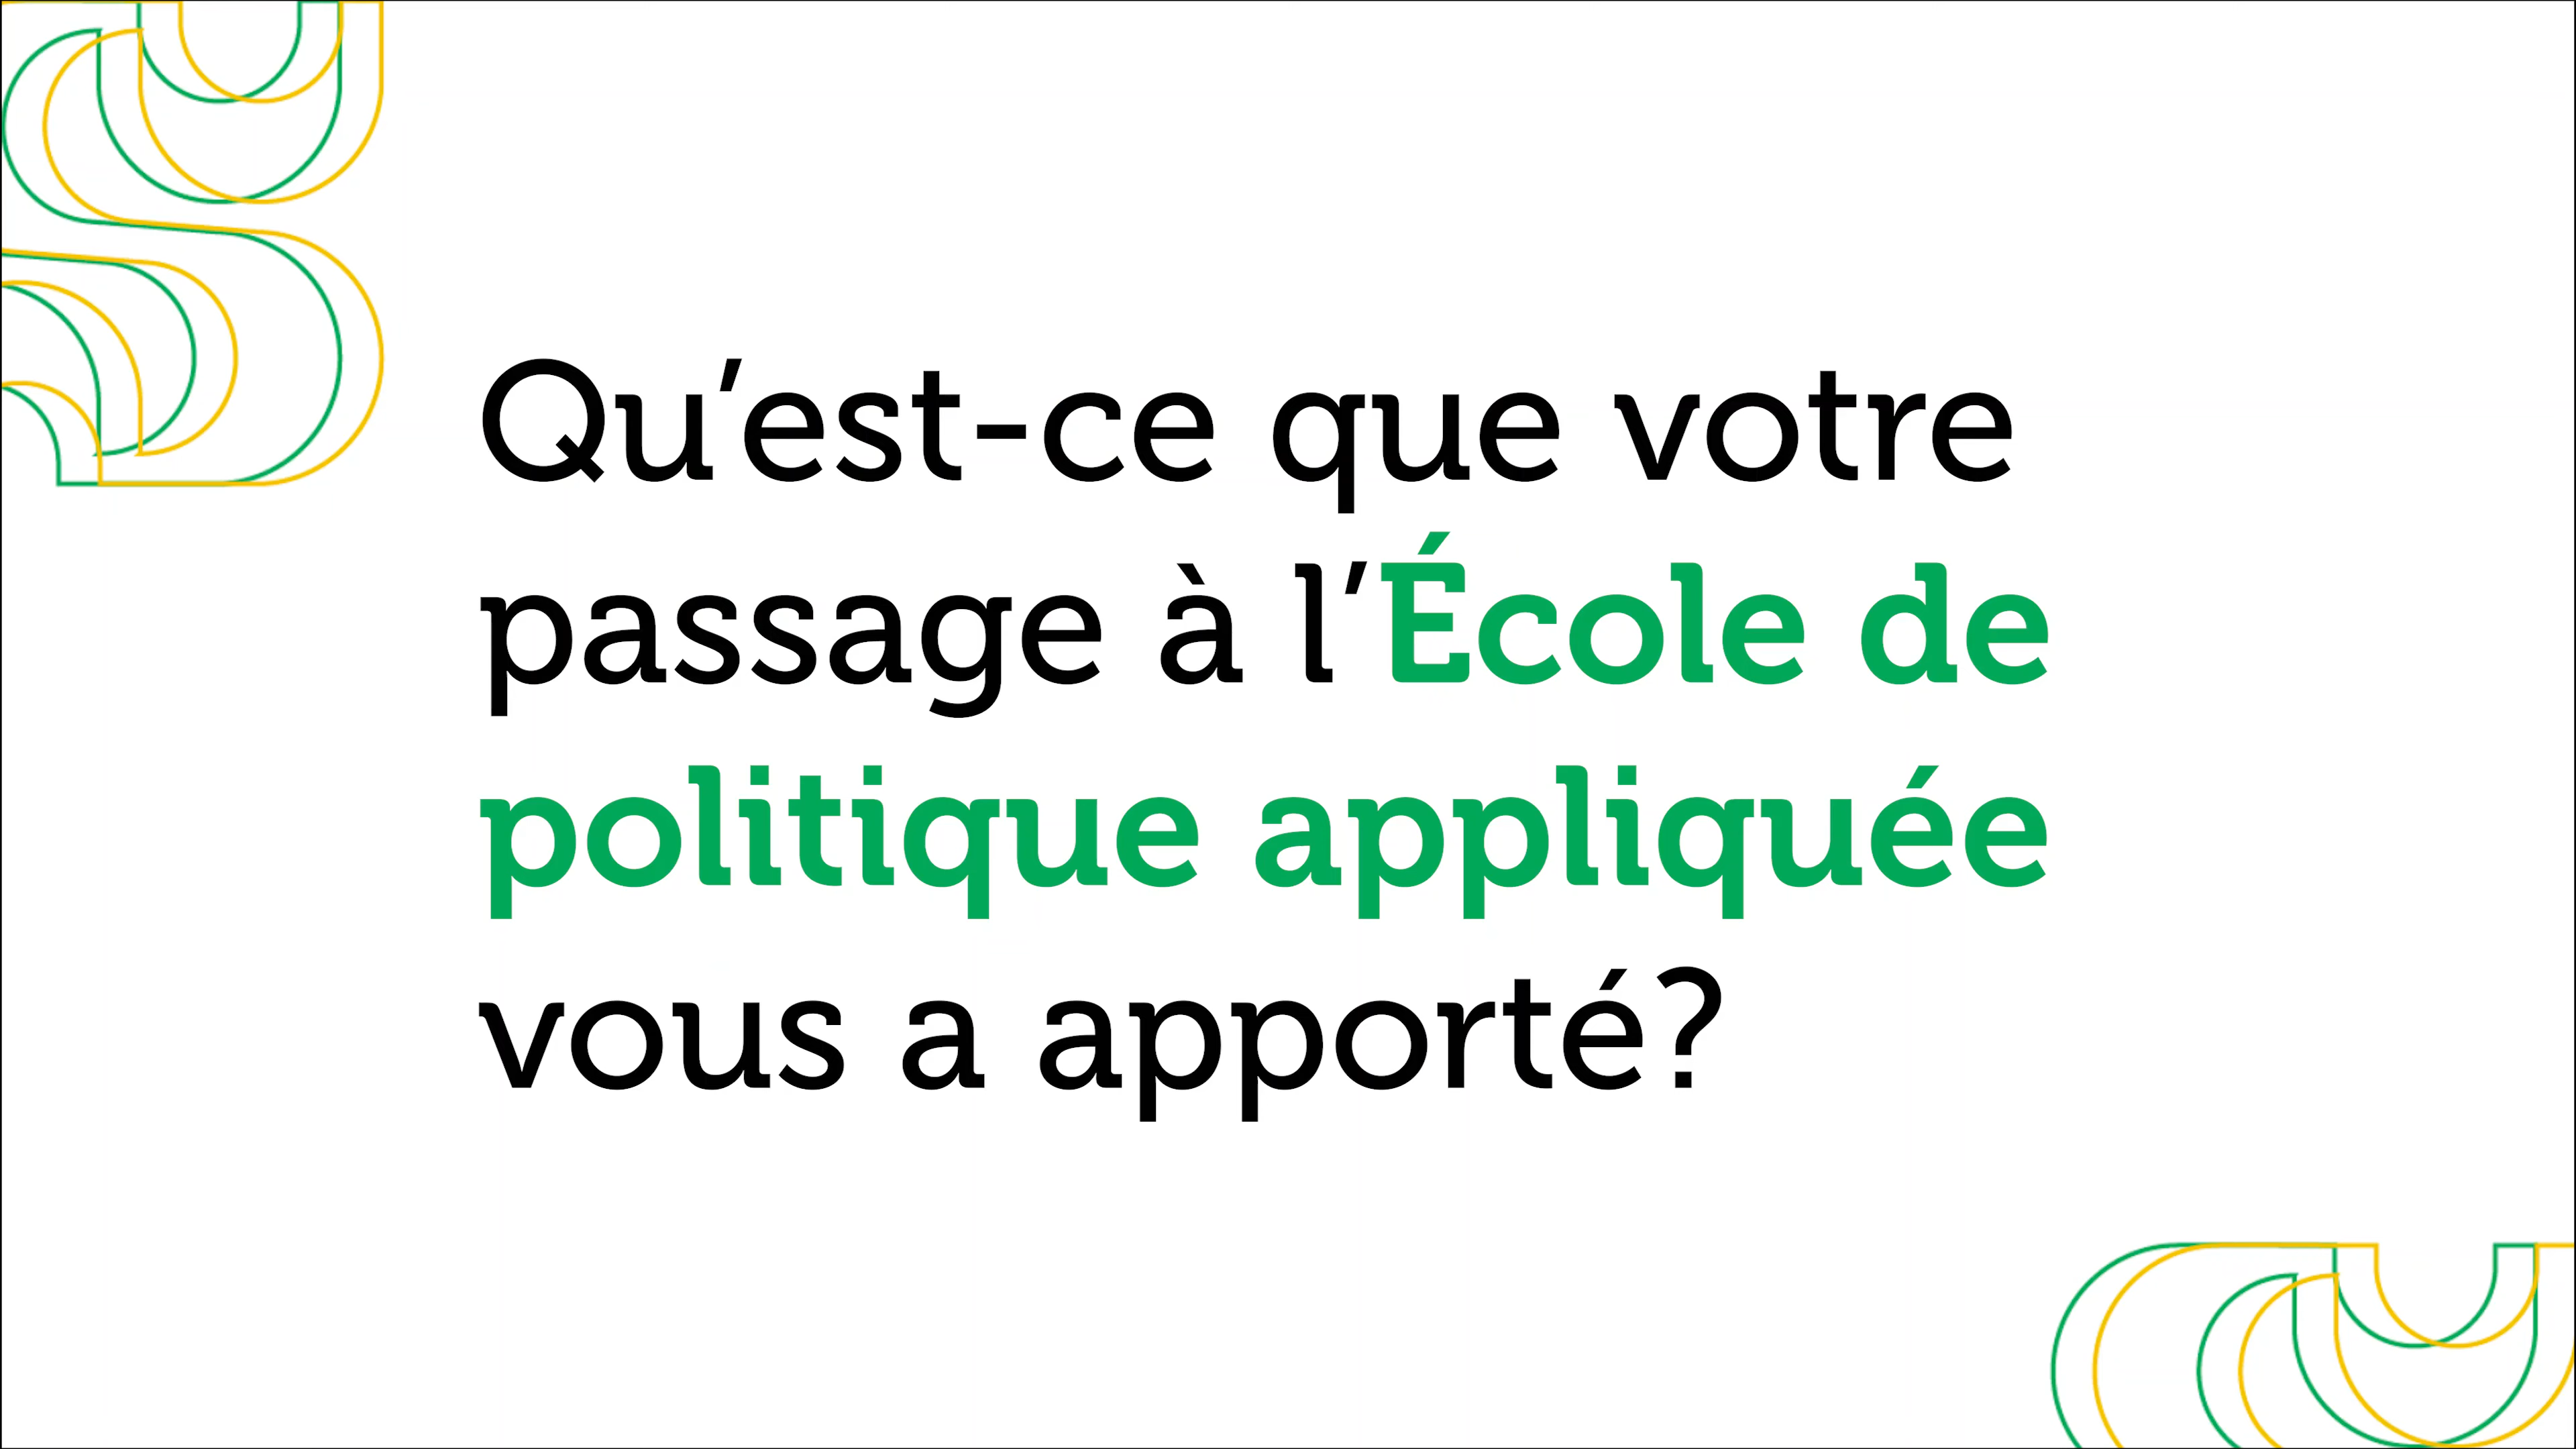 Qu’est-ce que votre
passage à l’École de
politique appliquée
vous a apporté?